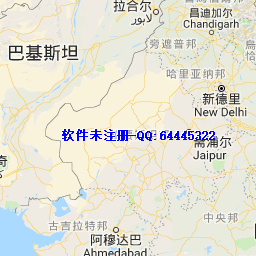 拉合尔
لاہور
昌迪加尔
Chandigarh
旁遮普邦
巴基斯坦
哈里亚纳邦
新德里
New Delhi
软件未注册-QQ:64445322
斋浦尔
Jaipur
奇
中央邦
古吉拉特邦
阿穆达巴
Ahmedabad